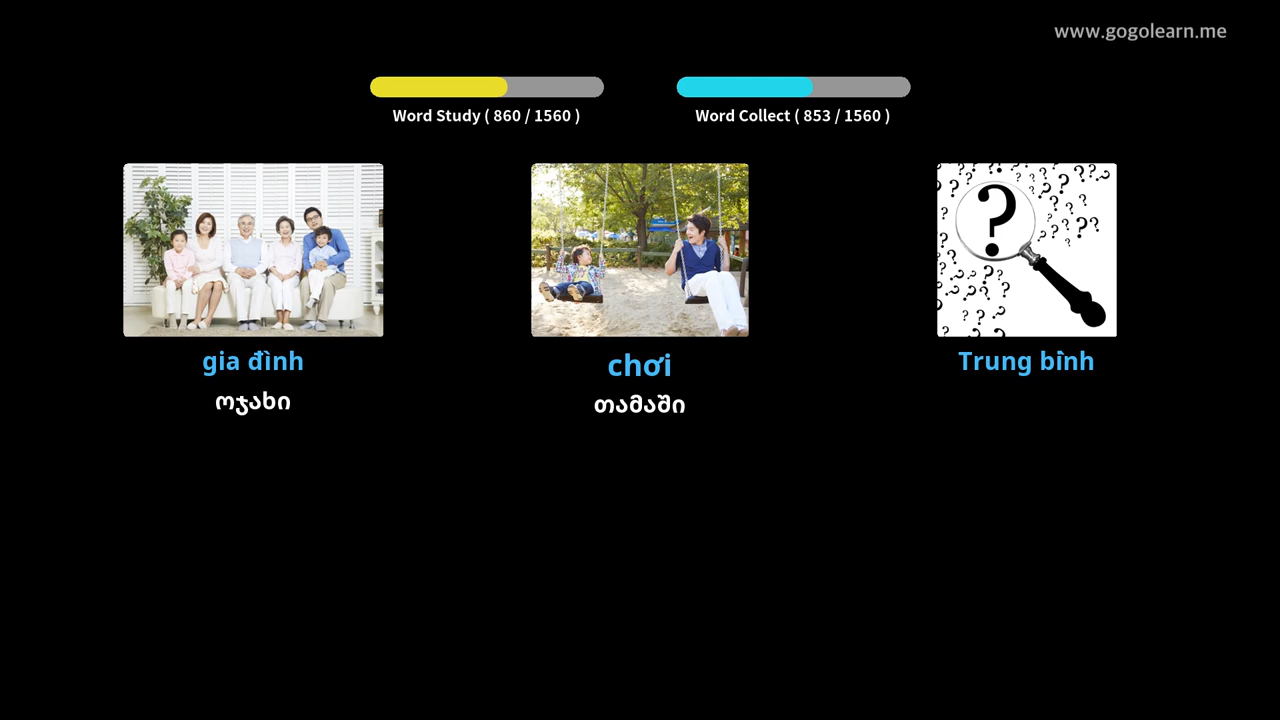 www.gogolearn.me
Word Study ( 860 / 1560 )
Word Collect ( 853 / 1560 )
gia đình
ოჯახი
chơi
თამაში
Trung bình